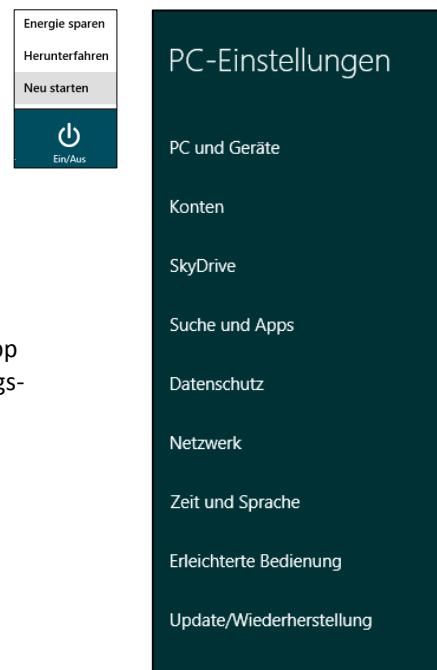 Energie sparen
Herunterfahren
Neu starten
Ein/Aus
PC-Einstellungen
PC und Geräte
Konten
SkyDrive
Suche und Apps
Datenschutz
Netzwerk
Zeit und Sprache
Erleichterte Bedienung
Update/Wiederherstellung